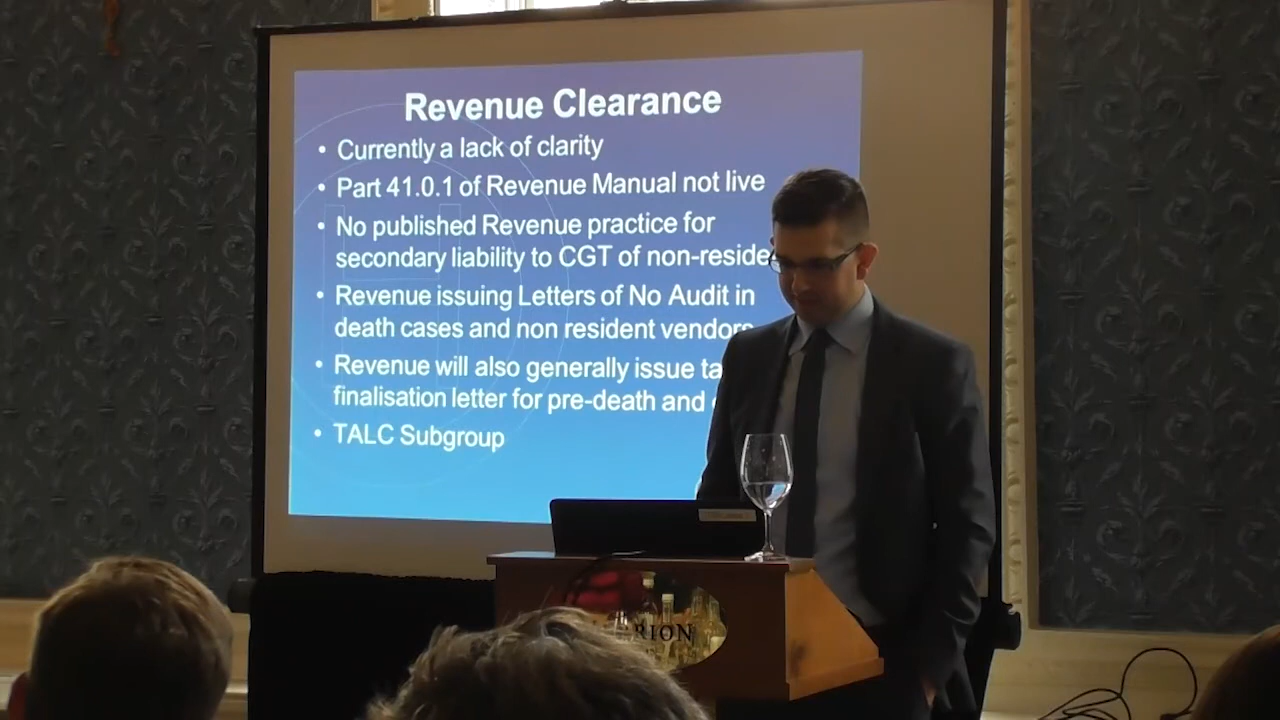 Revenue Clearance
• Currently a lack of clarity
• Part 41.0.1 of Revenue Manual not live
• No published Revenue practice for
secondary liability to CGT of non-reside
• Revenue issuing Letters of No Audit in
death cases and non resident vendors
• Revenue will also generally issue ta
finalisation letter for pre-death and
• TALC Subgroup
RION